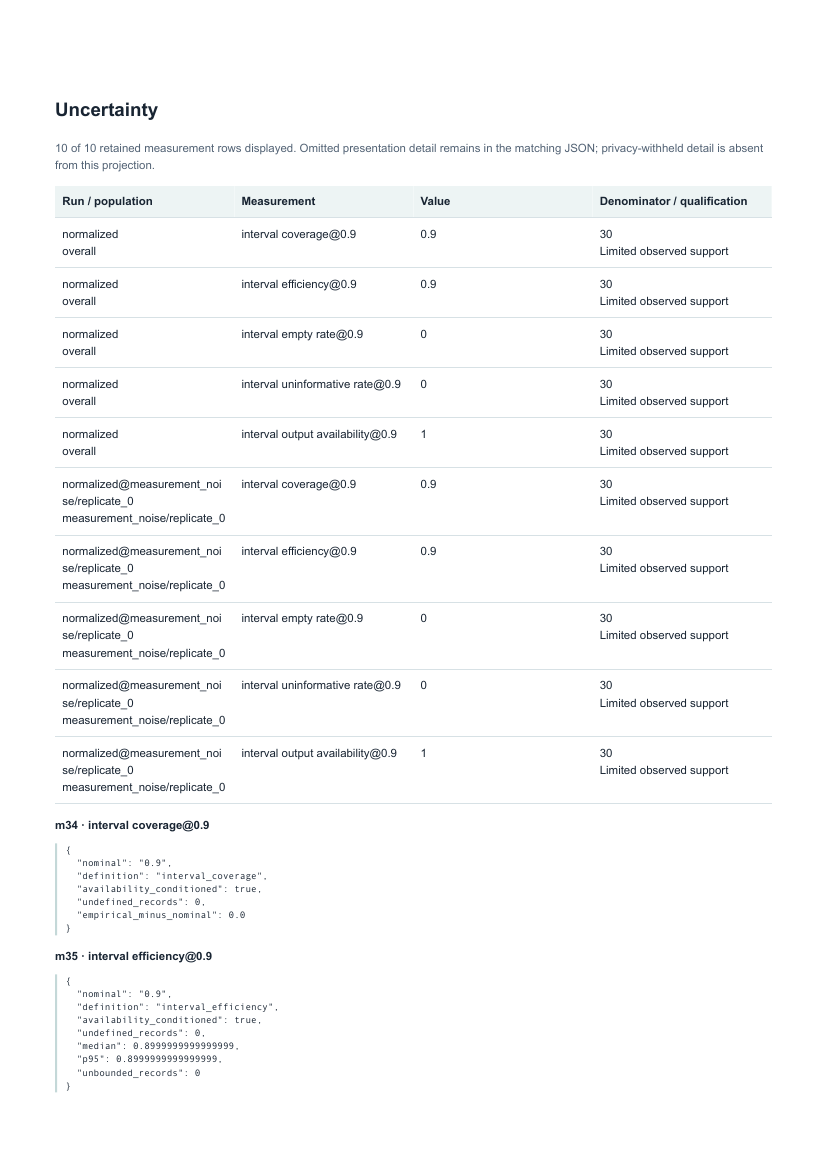 Uncertainty
10 of 10 retained measurement rows displayed. Omitted presentation detail remains in the matching JSON; privacy-withheld detail is absent
from this projection.
Run / population Measurement Value Denominator / qualification
normalized interval coverage@0.9 0.9 30
overall Limited observed support
normalized interval efficiency@0.9 0.9 30
overall Limited observed support
normalized interval empty rate@0.9 0 30
overall Limited observed support
normalized interval uninformative rate@0.9 0 30
overall Limited observed support
normalized interval output availability@0.9 1 30
overall Limited observed support
normalized@measurement_noi interval coverage@0.9 0.9 30
se/replicate_0 Limited observed support
measurement_noise/replicate_0
normalized@measurement_noi interval efficiency@0.9 0.9 30
se/replicate_0 Limited observed support
measurement_noise/replicate_0
normalized@measurement_noi interval empty rate@0.9 0 30
se/replicate_0 Limited observed support
measurement_noise/replicate_0
normalized@measurement_noi interval uninformative rate@0.9 0 30
se/replicate_0 Limited observed support
measurement_noise/replicate_0
normalized@measurement_noi interval output availability@0.9 1 30
se/replicate_0 Limited observed support
measurement_noise/replicate_0
m34 · interval coverage@0.9
{
"nominal": "0.9",
"definition": "interval_coverage",
"availability_conditioned": true,
"undefined_records": 0,
"empirical_minus_nominal": 0.0
}
m35 · interval efficiency@0.9
{
"nominal": "0.9",
"definition": "interval_efficiency",
"availability_conditioned": true,
"undefined_records": 0,
"median": 0.8999999999999999,
"p95": 0.8999999999999999,
"unbounded_records": 0
}